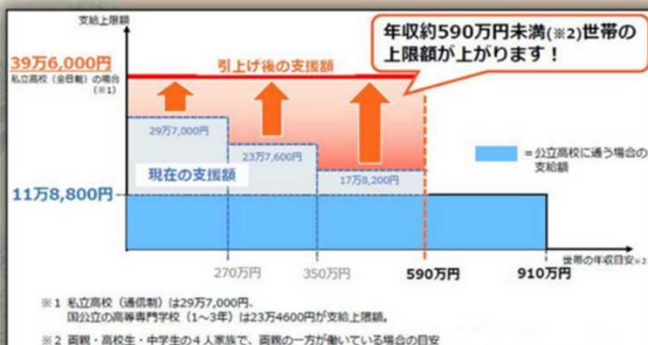 支給上限額
年収約590万円未満(※2)世帯の
上限額が上がります！
39万6,000円
私立高校（全日制）の場合
（※1）
引上げ後の支援額
29万7,000円
23万7,600円
17万8,200円
現在の支援額
＝公立高校に通う場合の
支給額
11万8,800円
世帯の年収目安※2
270万円
350万円
590万円
910万円
※1 私立高校（通信制）は29万7,000円、
国公立の高等専門学校（1～3年）は23万4600円が支給上限額。
※2 両親・高校生・中学生の4人家族で、両親の一方が働いている場合の目安